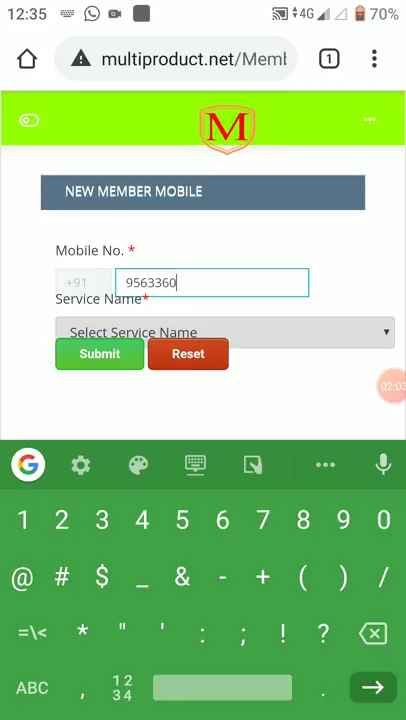 12:35 4G 70%
multiproduct.net/Memb 1
M
NEW MEMBER MOBILE
Mobile No. *
+91 9563360
Service Name*
Select Service Name
Submit Reset
02:03
G
1 2 3 4 5 6 7 8 9 0
@ # $ _ & - + ( ) /
=\< * " ' : ; ! ?
ABC , 12 34 .